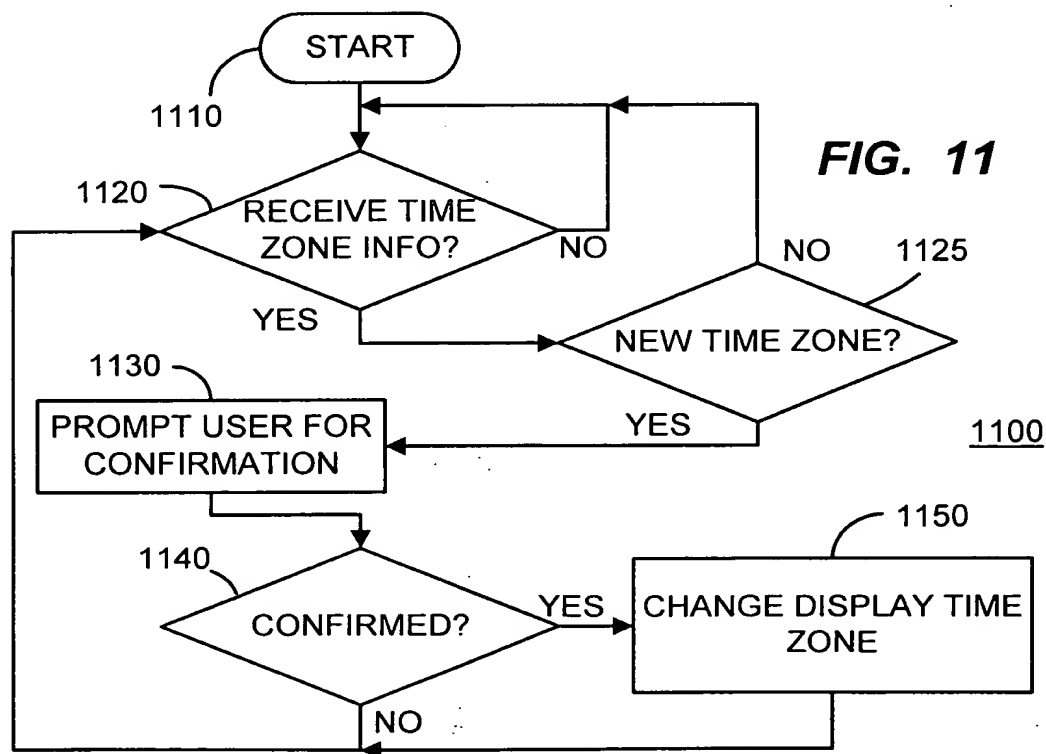 START
1110
FIG. 11
1120
RECEIVE TIME
ZONE INFO?
NO
YES
NO
1125
NEW TIME ZONE?
1130
PROMPT USER FOR
CONFIRMATION
YES
1100
1140
CONFIRMED?
YES
1150
CHANGE DISPLAY TIME
ZONE
NO